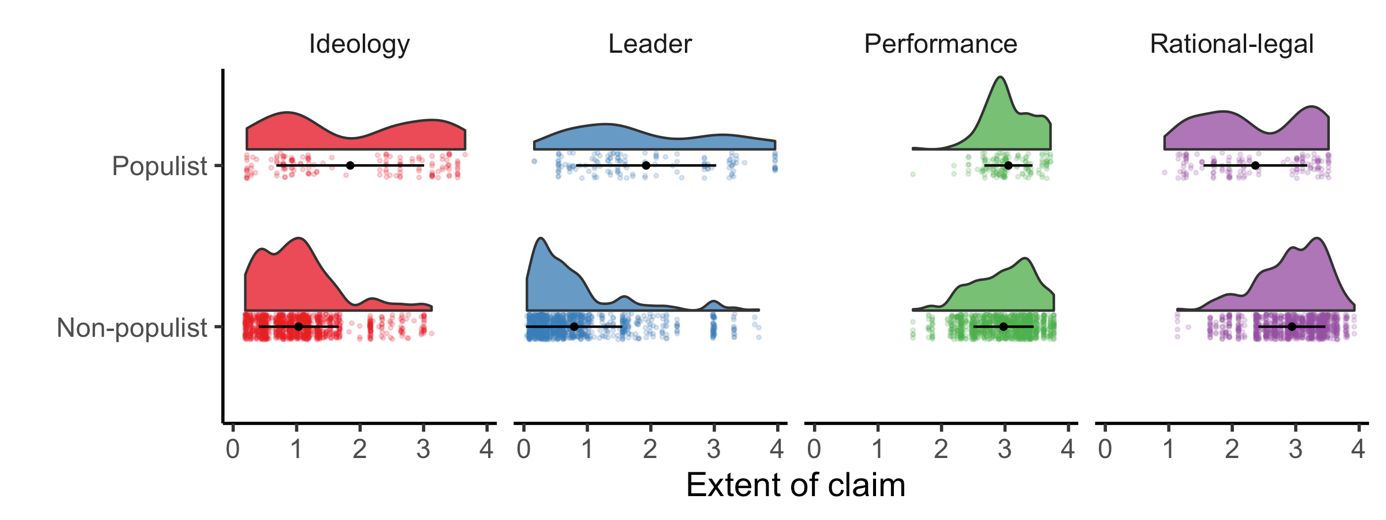 Ideology Leader Performance Rational-legal
Populist
Non-populist
0 1 2 3 4 0 1 2 3 4 0 1 2 3 4 0 1 2 3 4
Extent of claim